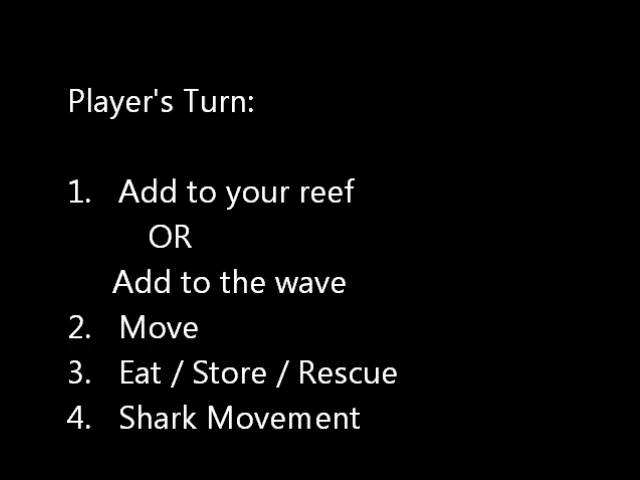 Player's Turn:
1. Add to your reef
OR
Add to the wave
2. Move
3. Eat / Store / Rescue
4. Shark Movement